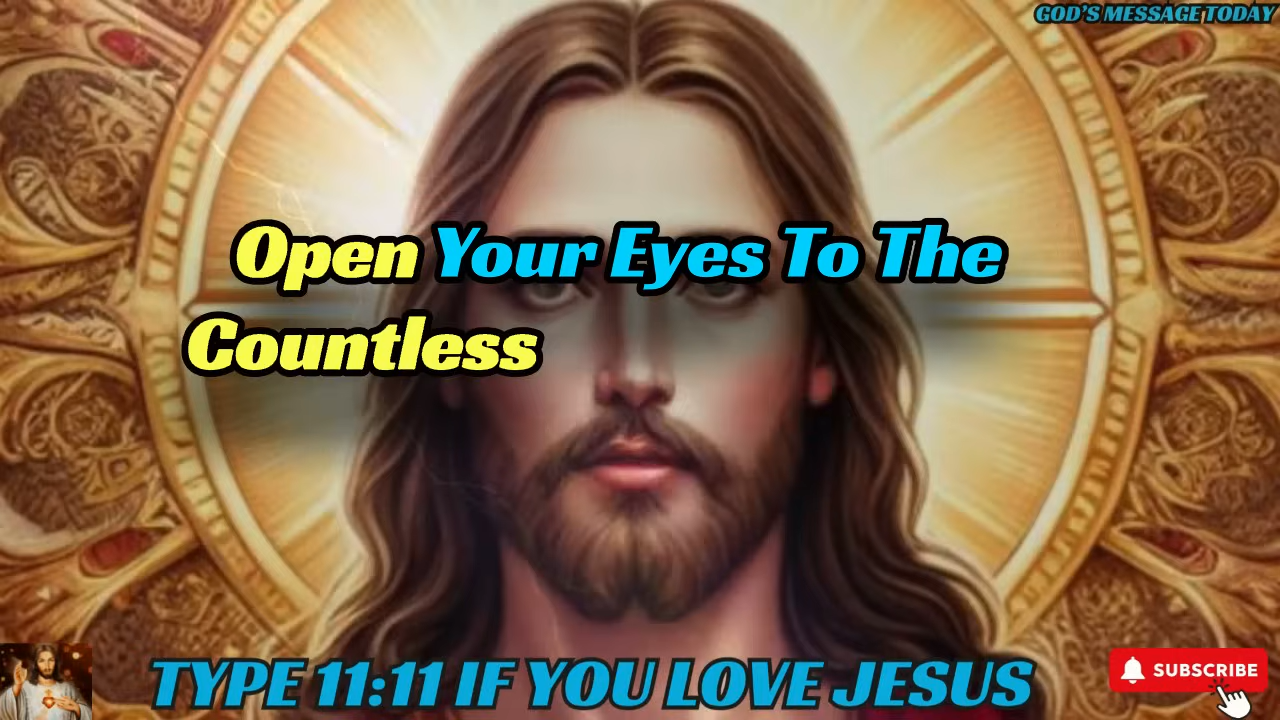 GOD'S MESSAGE TODAY
Open Your Eyes To The
Countless
TYPE 11:11 IF YOU LOVE JESUS
SUBSCRIBE